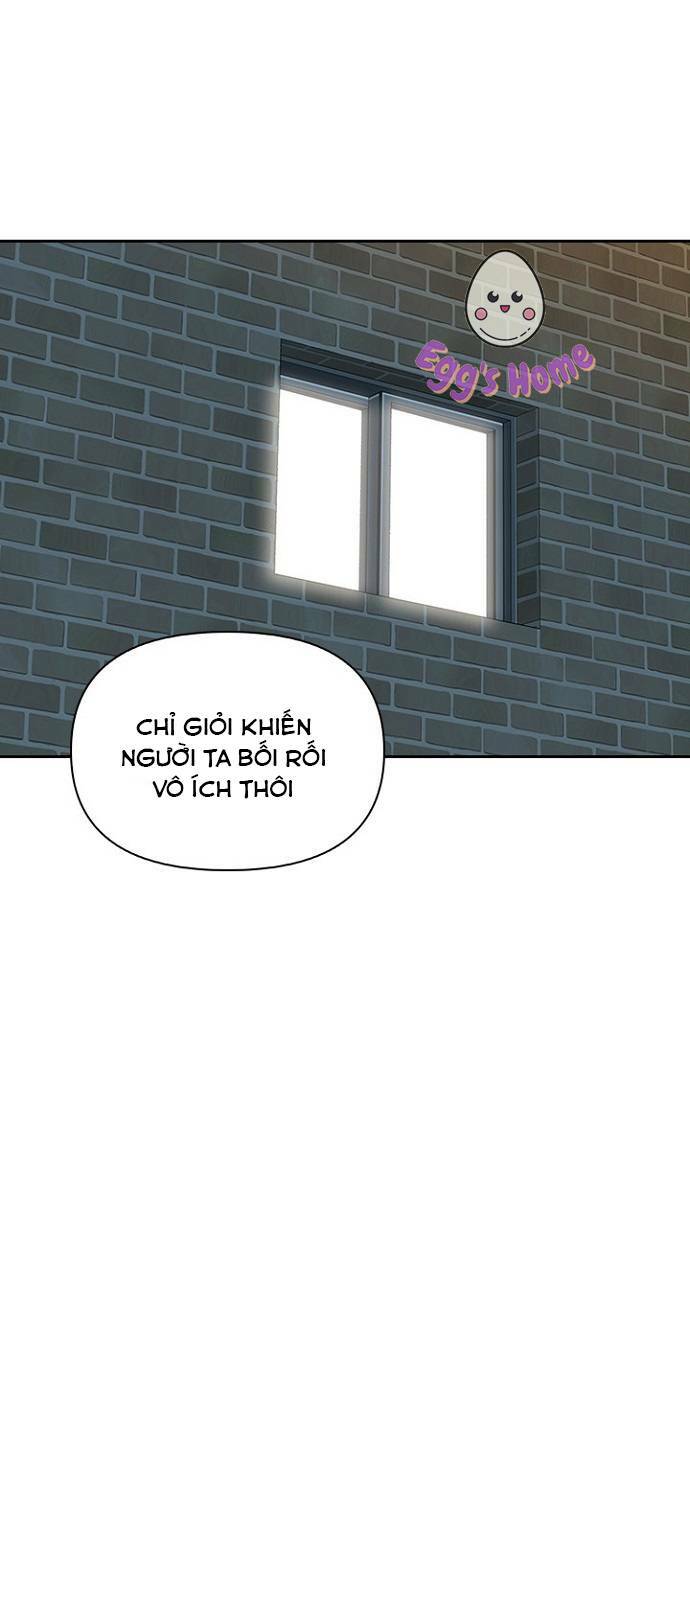 Egg's Home
CHỈ GIỎI KHIẾN
NGƯỜI TA BỐI RỐI
VÔ ÍCH THÔI